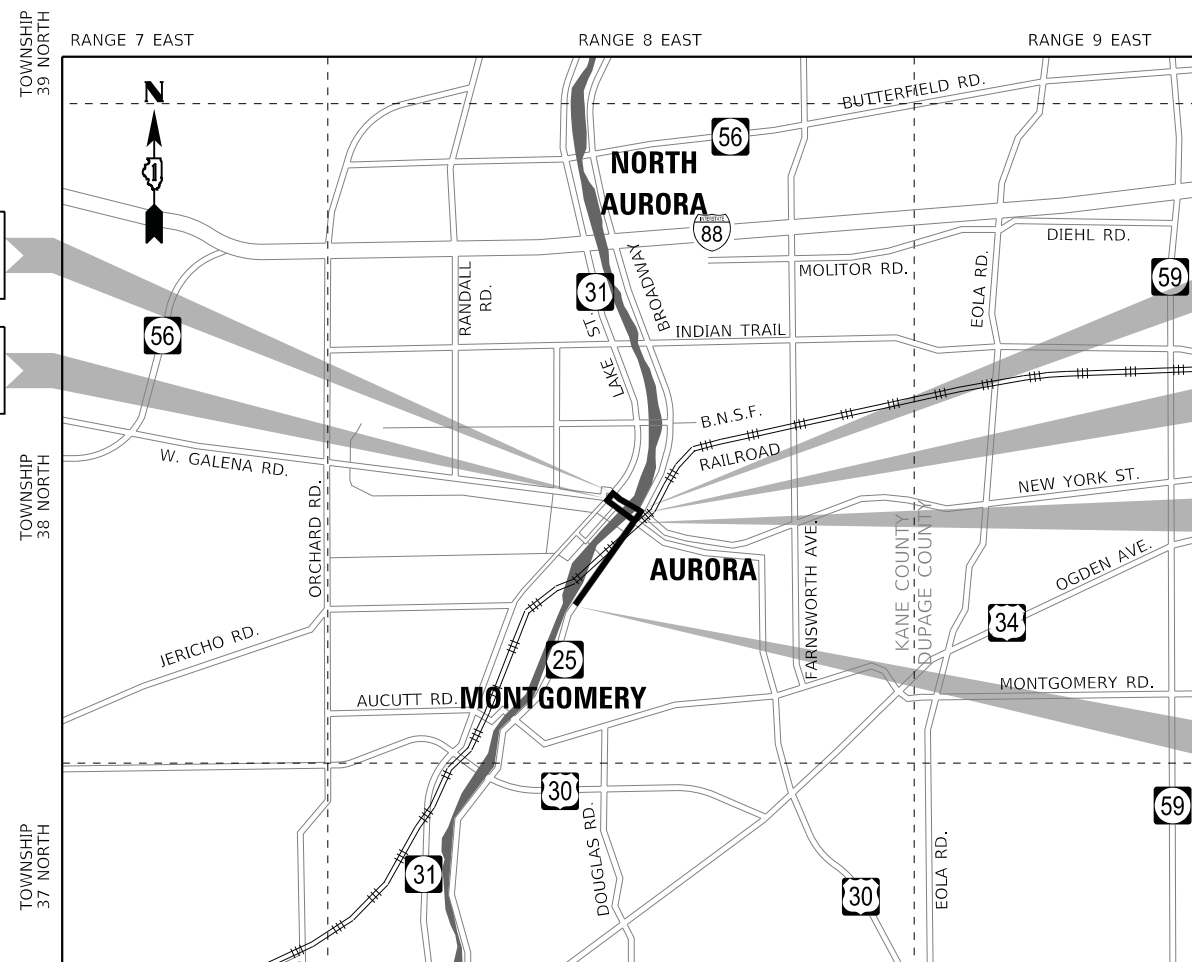 TOWNSHIP
39 NORTH
RANGE 7 EAST
RANGE 8 EAST
RANGE 9 EAST
N
1
BUTTERFIELD RD.
56
NORTH
AURORA
INTERSTATE
88
DIEHL RD.
MOLITOR RD.
EOLA RD.
59
RANDALL
RD.
31
BROADWAY
LAKE ST.
INDIAN TRAIL
56
B.N.S.F.
RAILROAD
W. GALENA RD.
NEW YORK ST.
TOWNSHIP
38 NORTH
ORCHARD RD.
AURORA
FARNSWORTH AVE.
KANE COUNTY
DUPAGE COUNTY
OGDEN AVE.
34
JERICHO RD.
25
MONTGOMERY RD.
AUCUTT RD.
MONTGOMERY
30
59
TOWNSHIP
37 NORTH
DOUGLAS RD.
31
30
EOLA RD.